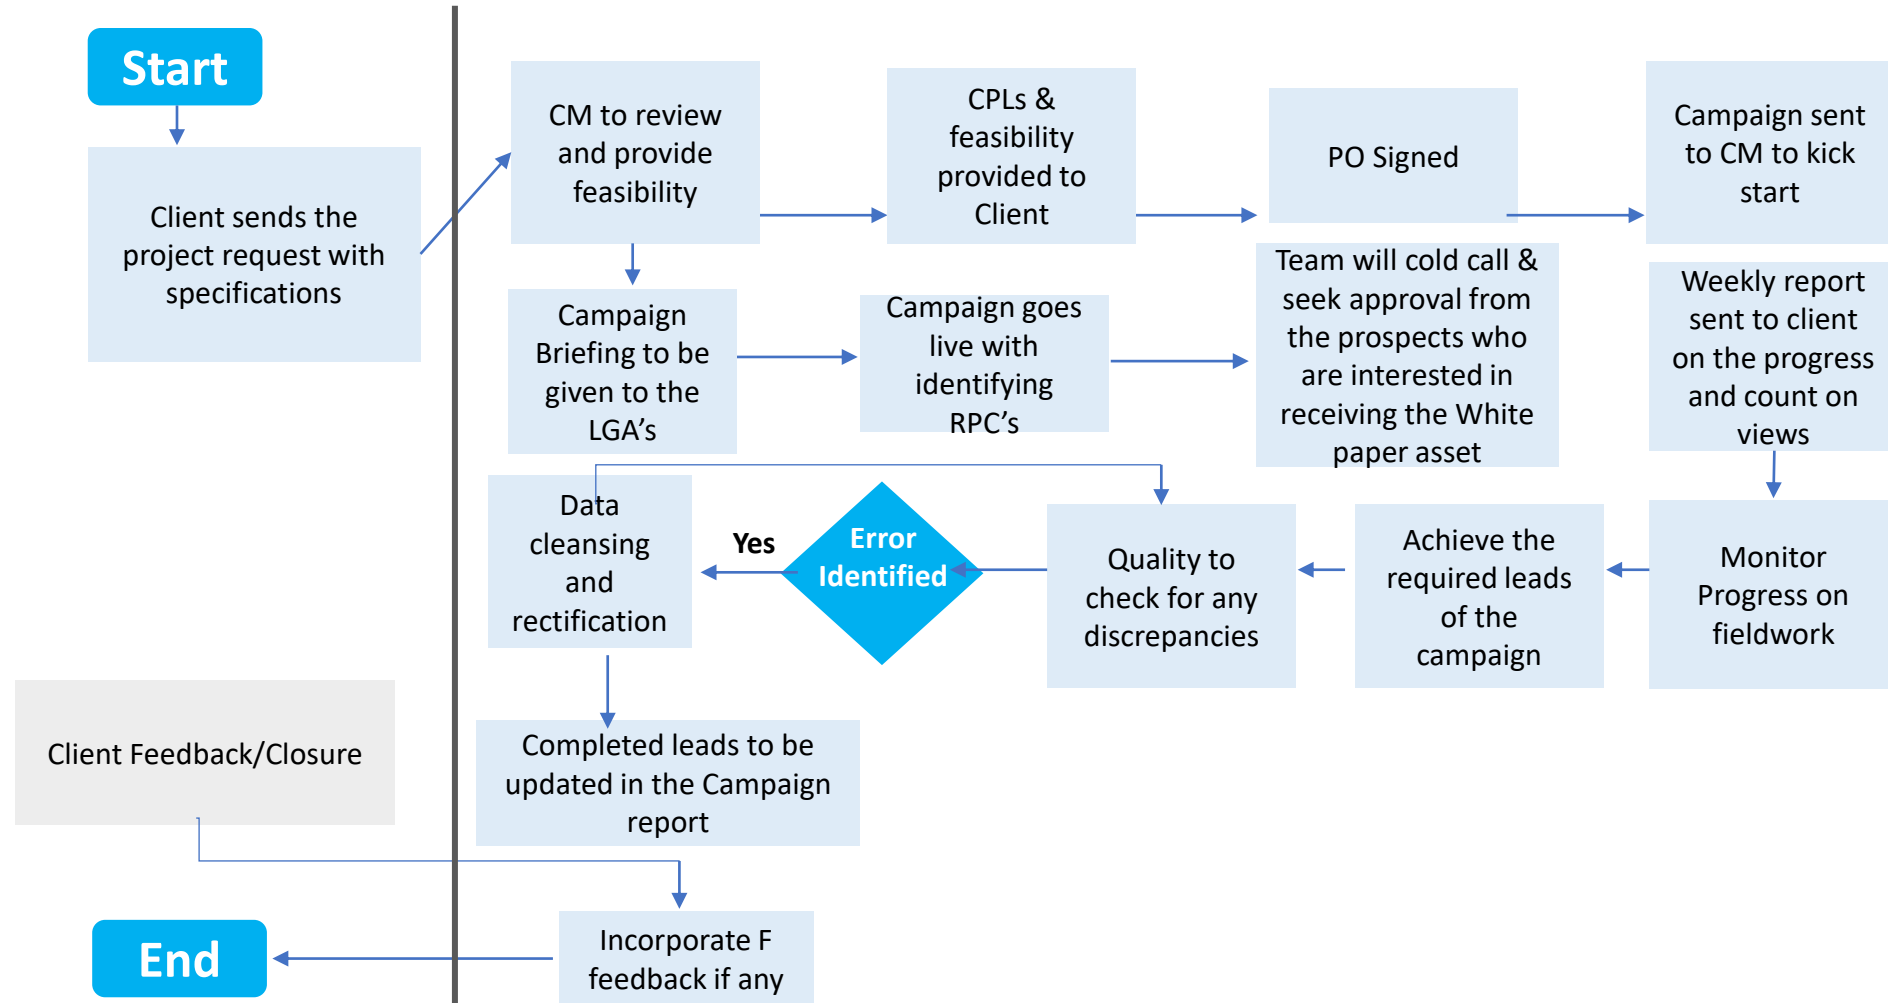 Start
Client sends the
project request with
specifications
CM to review
and provide
feasibility
CPLs &
feasibility
provided to
Client
PO Signed
Campaign sent
to CM to kick
start
Campaign
Briefing to be
given to the
LGA’s
Campaign goes
live with
identifying
RPC’s
Team will cold call &
seek approval from
the prospects who
are interested in
receiving the White
paper asset
Weekly report
sent to client
on the progress
and count on
views
Monitor
Progress on
fieldwork
Achieve the
required leads
of the
campaign
Quality to
check for any
discrepancies
Error
Identified
Yes
Data
cleansing
and
rectification
Completed leads to be
updated in the Campaign
report
Client Feedback/Closure
Incorporate F
feedback if any
End